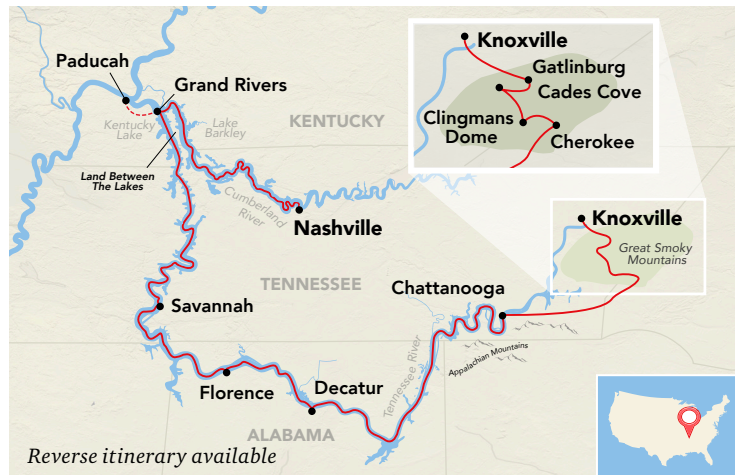 Paducah
Grand Rivers
Kentucky
Lake
Lake
Barkley
KENTUCKY
Land Between
The Lakes
Cumberland
River
Nashville
TENNESSEE
Savannah
Florence
Decatur
ALABAMA
Tennessee River
Chattanooga
Appalachian Mountains
Knoxville
Great Smoky
Mountains
Knoxville
Gatlinburg
Cades Cove
Clingmans
Dome
Cherokee
Reverse itinerary available